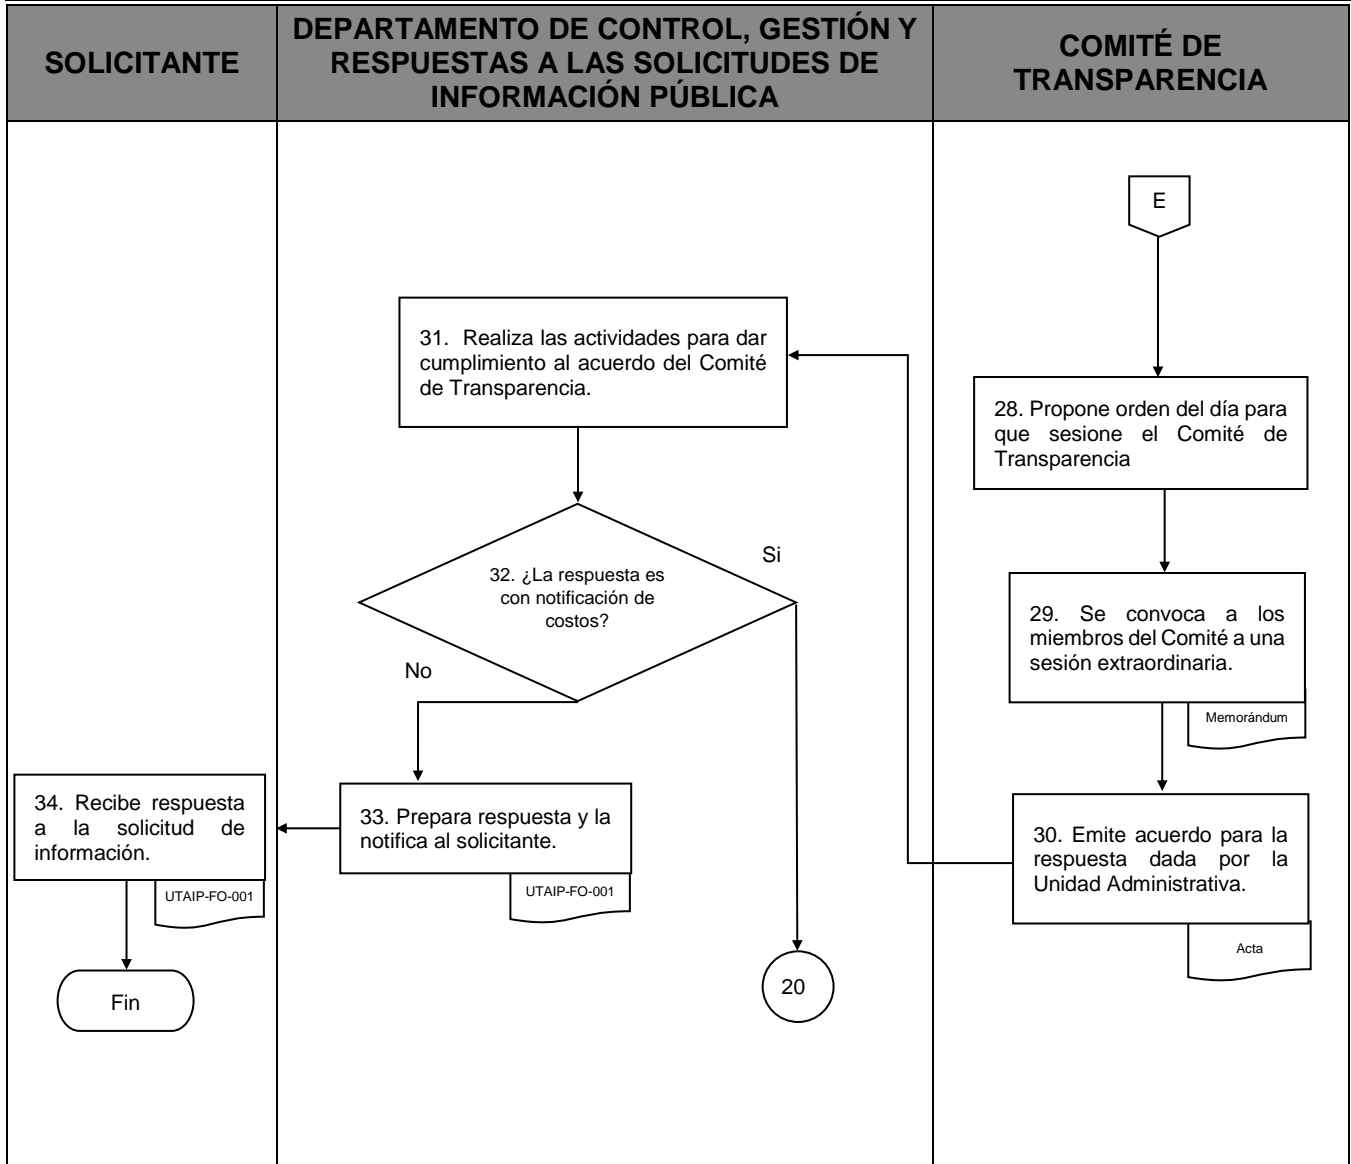 SOLICITANTE
DEPARTAMENTO DE CONTROL, GESTIÓN Y
RESPUESTAS A LAS SOLICITUDES DE
INFORMACIÓN PÚBLICA
COMITÉ DE
TRANSPARENCIA
E
28. Propone orden del día para
que sesione el Comité de
Transparencia
29. Se convoca a los
miembros del Comité a una
sesión extraordinaria.
Memorándum
30. Emite acuerdo para la
respuesta dada por la
Unidad Administrativa.
Acta
31. Realiza las actividades para dar
cumplimiento al acuerdo del Comité
de Transparencia.
32. ¿La respuesta es
con notificación de
costos?
Si
No
33. Prepara respuesta y la
notifica al solicitante.
UTAIP-FO-001
20
34. Recibe respuesta
a la solicitud de
información.
UTAIP-FO-001
Fin